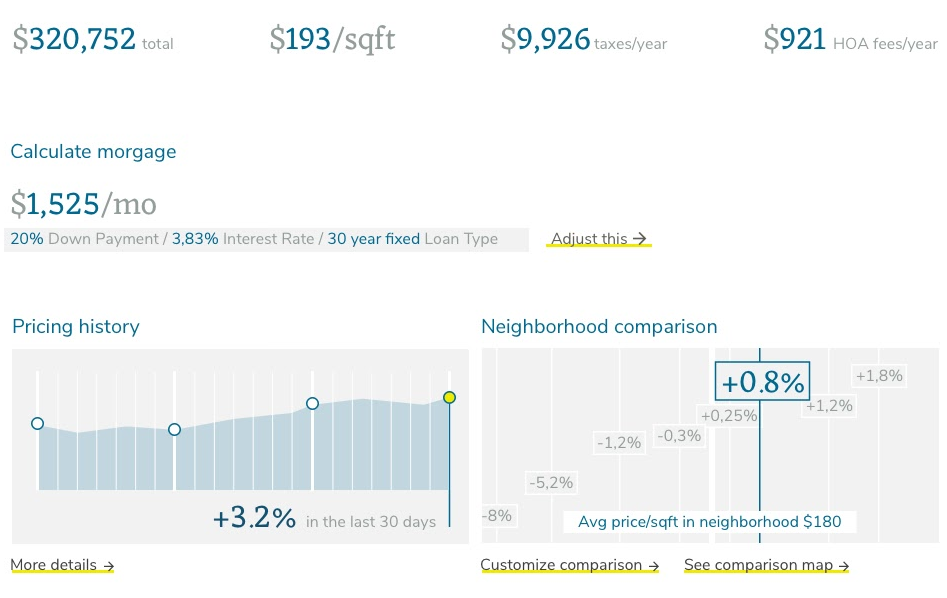 $320,752 total $193/sqft $9,926 taxes/year $921 HOA fees/year
Calculate morgage
$1,525/mo
20% Down Payment / 3,83% Interest Rate / 30 year fixed Loan Type Adjust this →
Pricing history
+3.2% in the last 30 days
More details →
Neighborhood comparison
+0.8%
+1,8%
+1,2%
+0,25%
-0,3%
-1,2%
-5,2%
-8%
Avg price/sqft in neighborhood $180
Customize comparison → See comparison map →